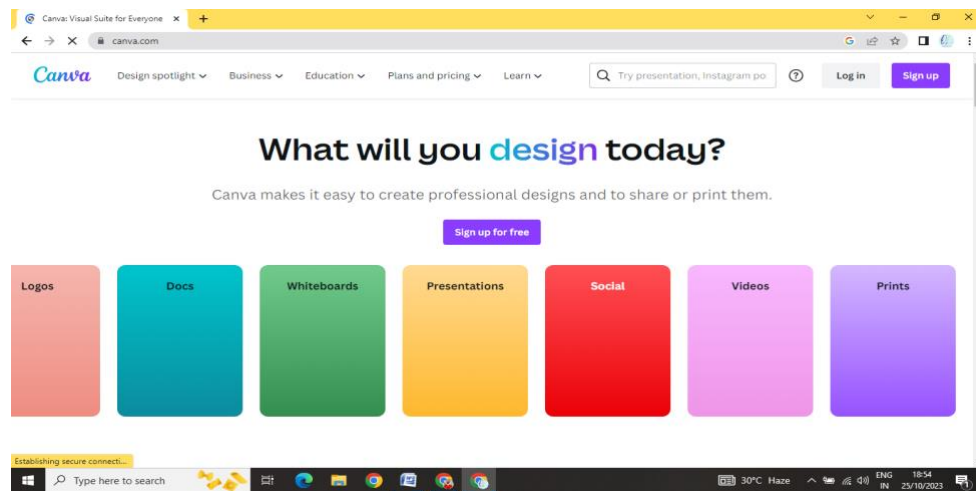 Canva: Visual Suite for Everyone
canva.com
Canva Design spotlight Business Education Plans and pricing Learn Try presentation, Instagram po Log in Sign up
What will you design today?
Canva makes it easy to create professional designs and to share or print them.
Sign up for free
Logos Docs Whiteboards Presentations Social Videos Prints
Establishing secure connecti...
Type here to search 30°C Haze ENG 18:54
IN 25/10/2023